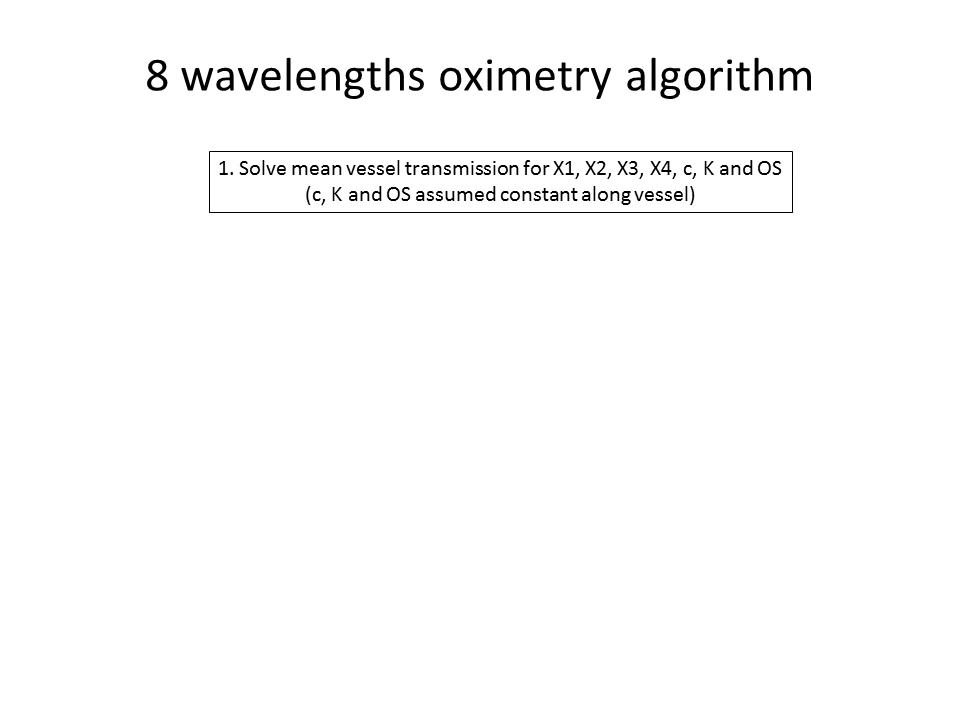 8 wavelengths oximetry algorithm
1. Solve mean vessel transmission for X1, X2, X3, X4, c, K and OS
(c, K and OS assumed constant along vessel)